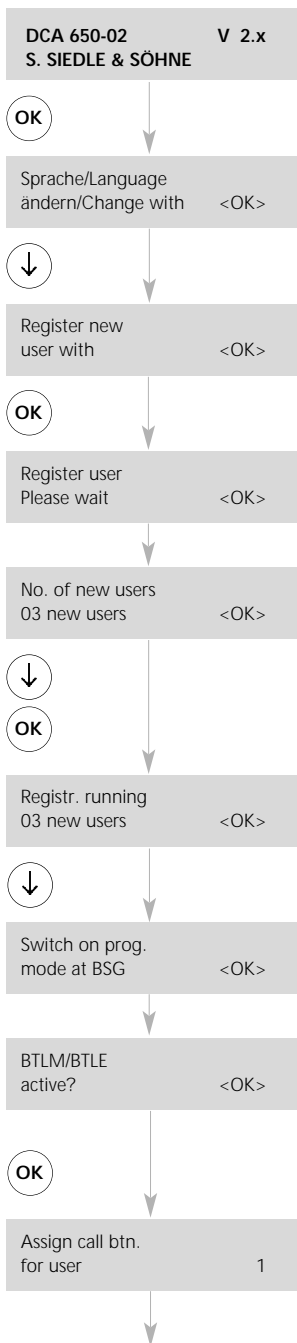 DCA 650-02 V 2.x
S. SIEDLE & SÖHNE
OK
Sprache/Language
ändern/Change with <OK>
↓
Register new
user with <OK>
OK
Register user
Please wait <OK>
No. of new users
03 new users <OK>
↓
OK
Registr. running
03 new users <OK>
↓
Switch on prog.
mode at BSG <OK>
BTLM/BTLE
active? <OK>
OK
Assign call btn.
for user 1